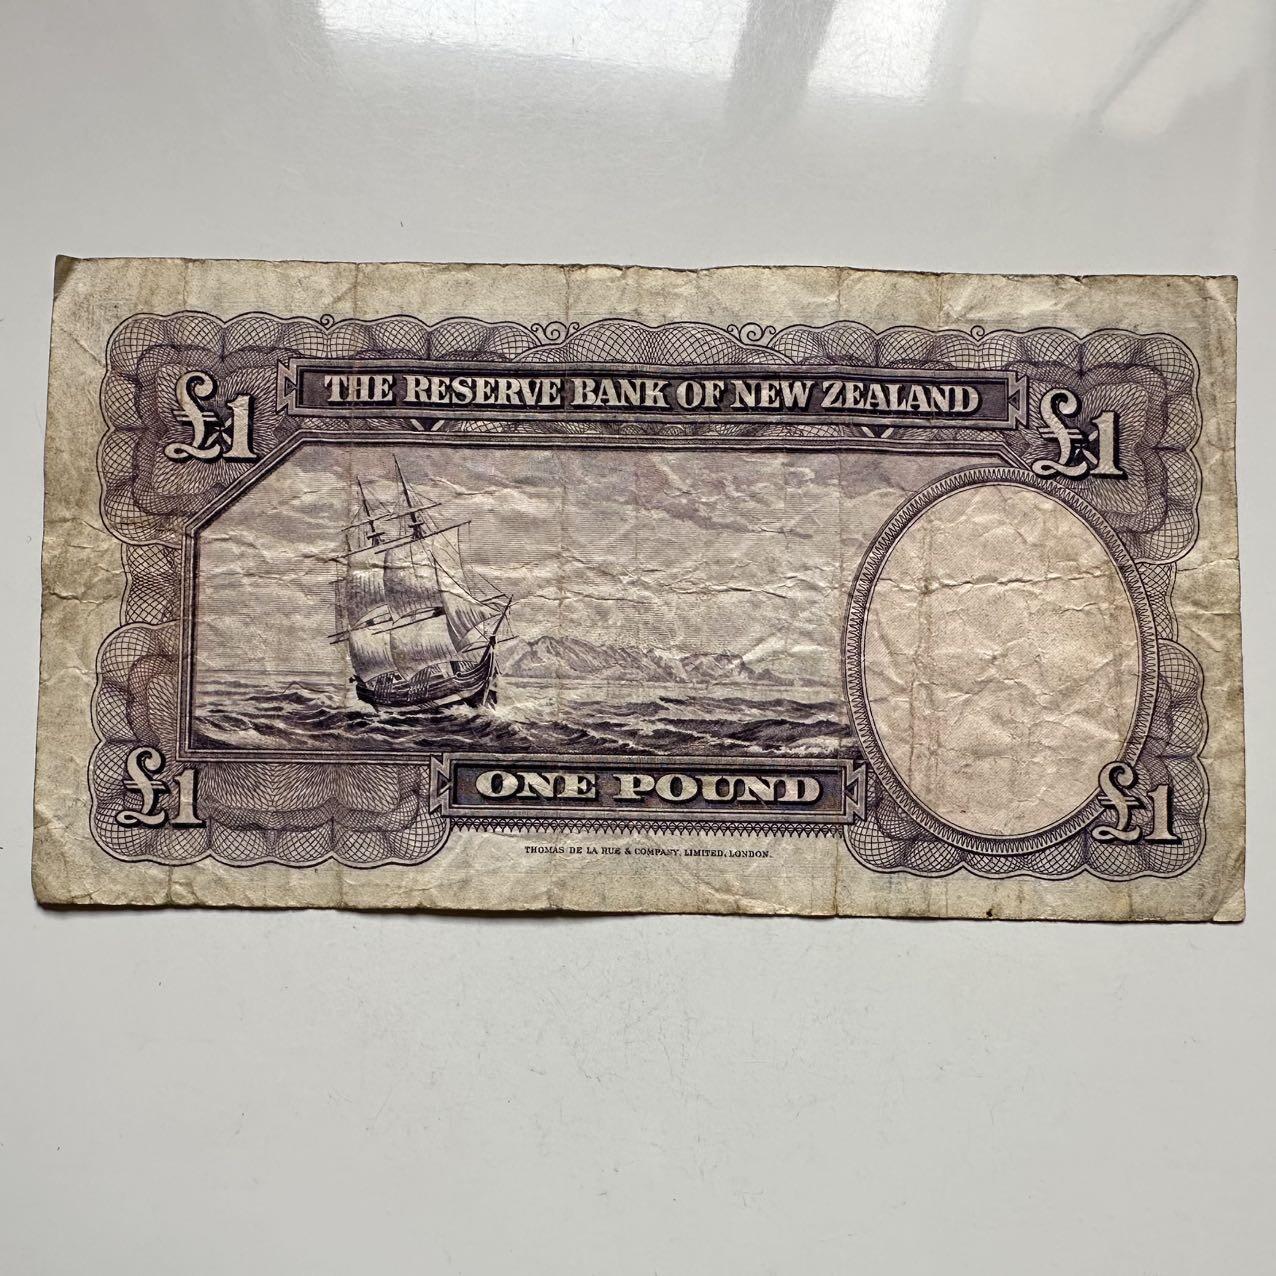 THE RESERVE BANK OF NEW ZEALAND
£1 £1
ONE POUND
£1 £1
THOMAS DE LA RUE & COMPANY, LIMITED, LONDON.